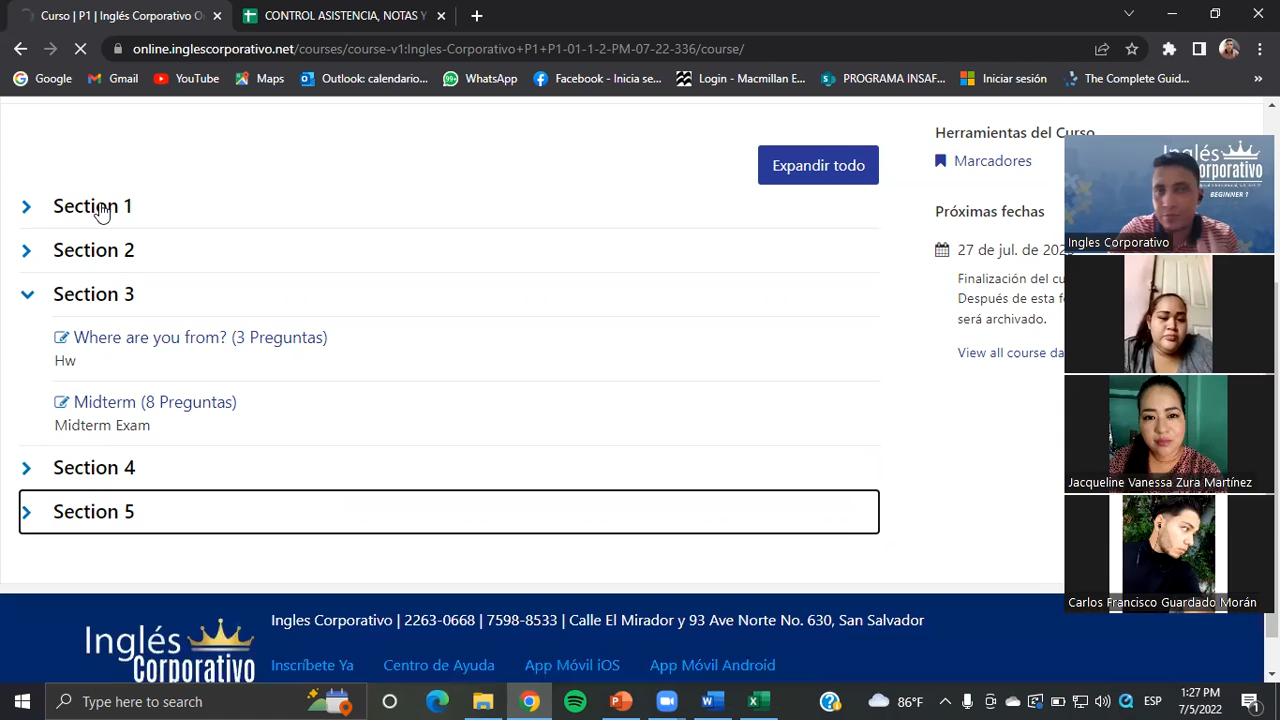 Curso | P1 | Inglés Corporativo O
CONTROL ASISTENCIA, NOTAS Y
online.inglescorporativo.net/courses/course-v1:Ingles-Corporativo+P1+P1-01-1-2-PM-07-22-336/course/
Google
Gmail
YouTube
Maps
Outlook: calendario...
WhatsApp
Facebook - Inicia se...
Login - Macmillan E...
PROGRAMA INSAF...
Iniciar sesión
The Complete Guid...
»
Herramientas del Curso
Expandir todo
Marcadores
Section 1
Próximas fechas
Section 2
27 de jul. de 202
Finalización del cu
Después de esta f
será archivado.
View all course da
Section 3
Where are you from? (3 Preguntas)
Hw
Midterm (8 Preguntas)
Midterm Exam
Section 4
Section 5
Inglés
Corporativo
BEGINNER 1
Ingles Corporativo
Jacqueline Vanessa Zura Martínez
Carlos Francisco Guardado Morán
Inglés
Corporativo
Ingles Corporativo | 2263-0668 | 7598-8533 | Calle El Mirador y 93 Ave Norte No. 630, San Salvador
Inscríbete Ya
Centro de Ayuda
App Móvil iOS
App Móvil Android
Type here to search
86°F
ESP
1:27 PM
7/5/2022
1